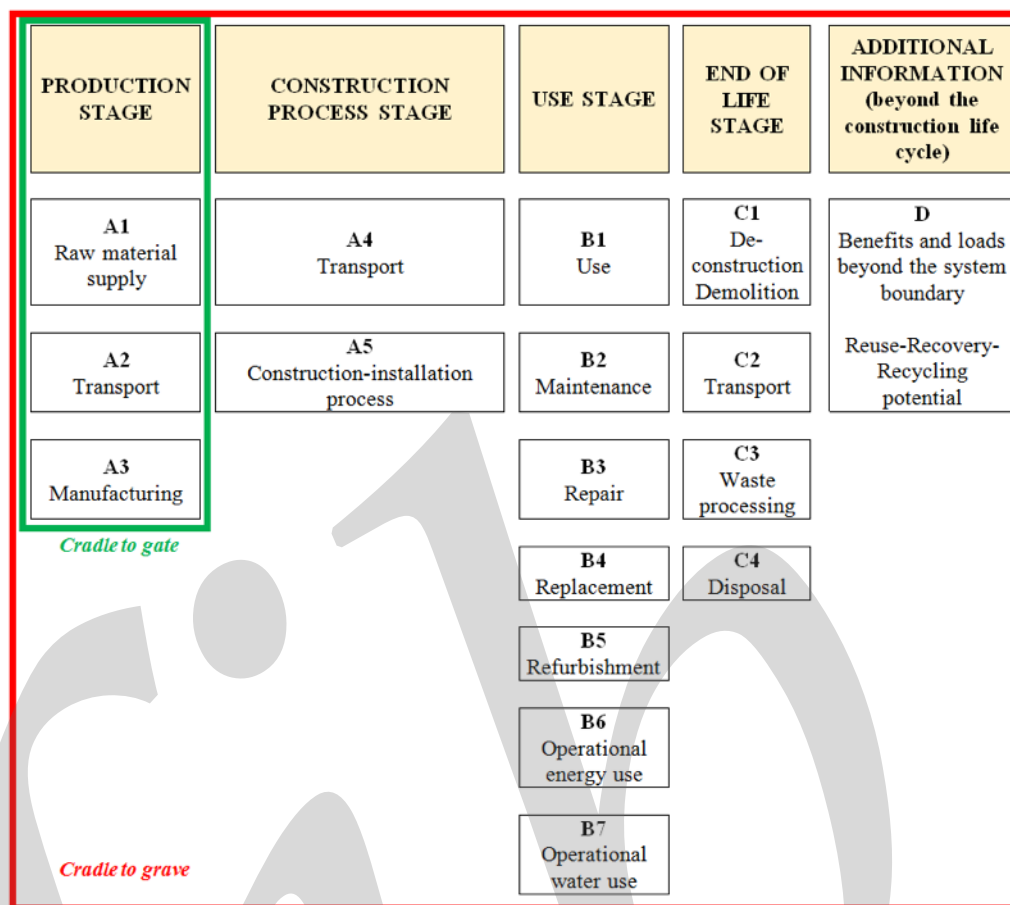 PRODUCTION
STAGE
CONSTRUCTION
PROCESS STAGE
USE STAGE
END OF
LIFE
STAGE
ADDITIONAL
INFORMATION
(beyond the
construction life
cycle)
A1
Raw material
supply
A2
Transport
A3
Manufacturing
Cradle to gate
A4
Transport
A5
Construction-installation
process
B1
Use
B2
Maintenance
B3
Repair
B4
Replacement
B5
Refurbishment
B6
Operational
energy use
B7
Operational
water use
C1
De-
construction
Demolition
C2
Transport
C3
Waste
processing
C4
Disposal
D
Benefits and loads
beyond the system
boundary
Reuse-Recovery-
Recycling
potential
Cradle to grave